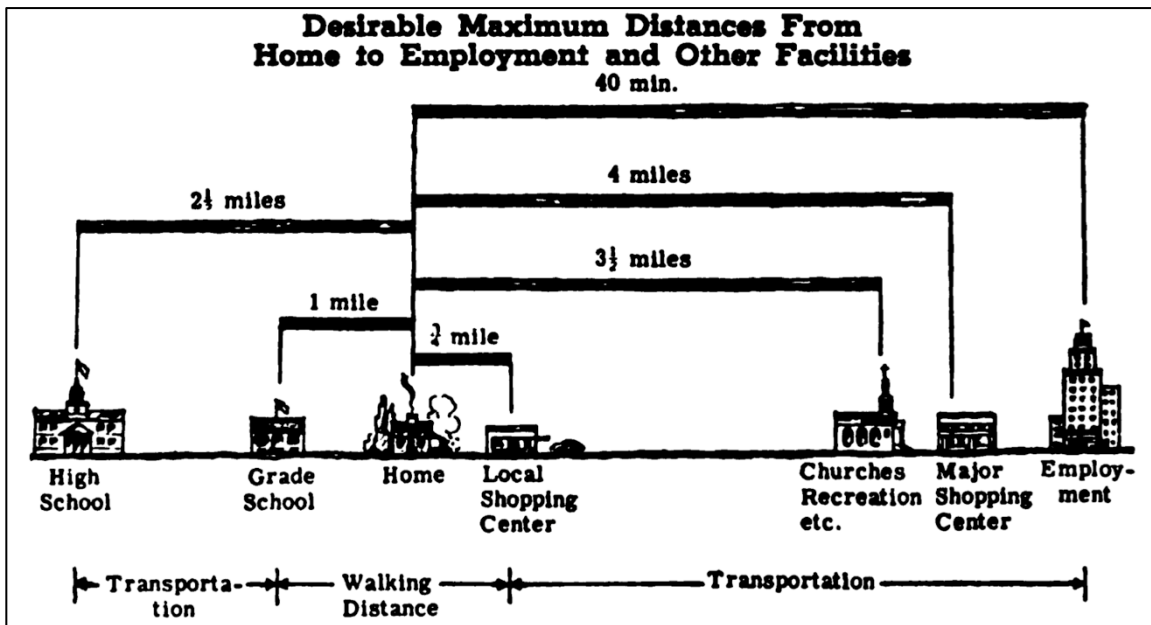 Desirable Maximum Distances From
Home to Employment and Other Facilities
40 min.
4 miles
2½ miles
3½ miles
1 mile
¾ mile
High
School
Grade
School
Home
Local
Shopping
Center
Churches
Recreation
etc.
Major
Shopping
Center
Employ-
ment
Transporta-
tion
Walking
Distance
Transportation